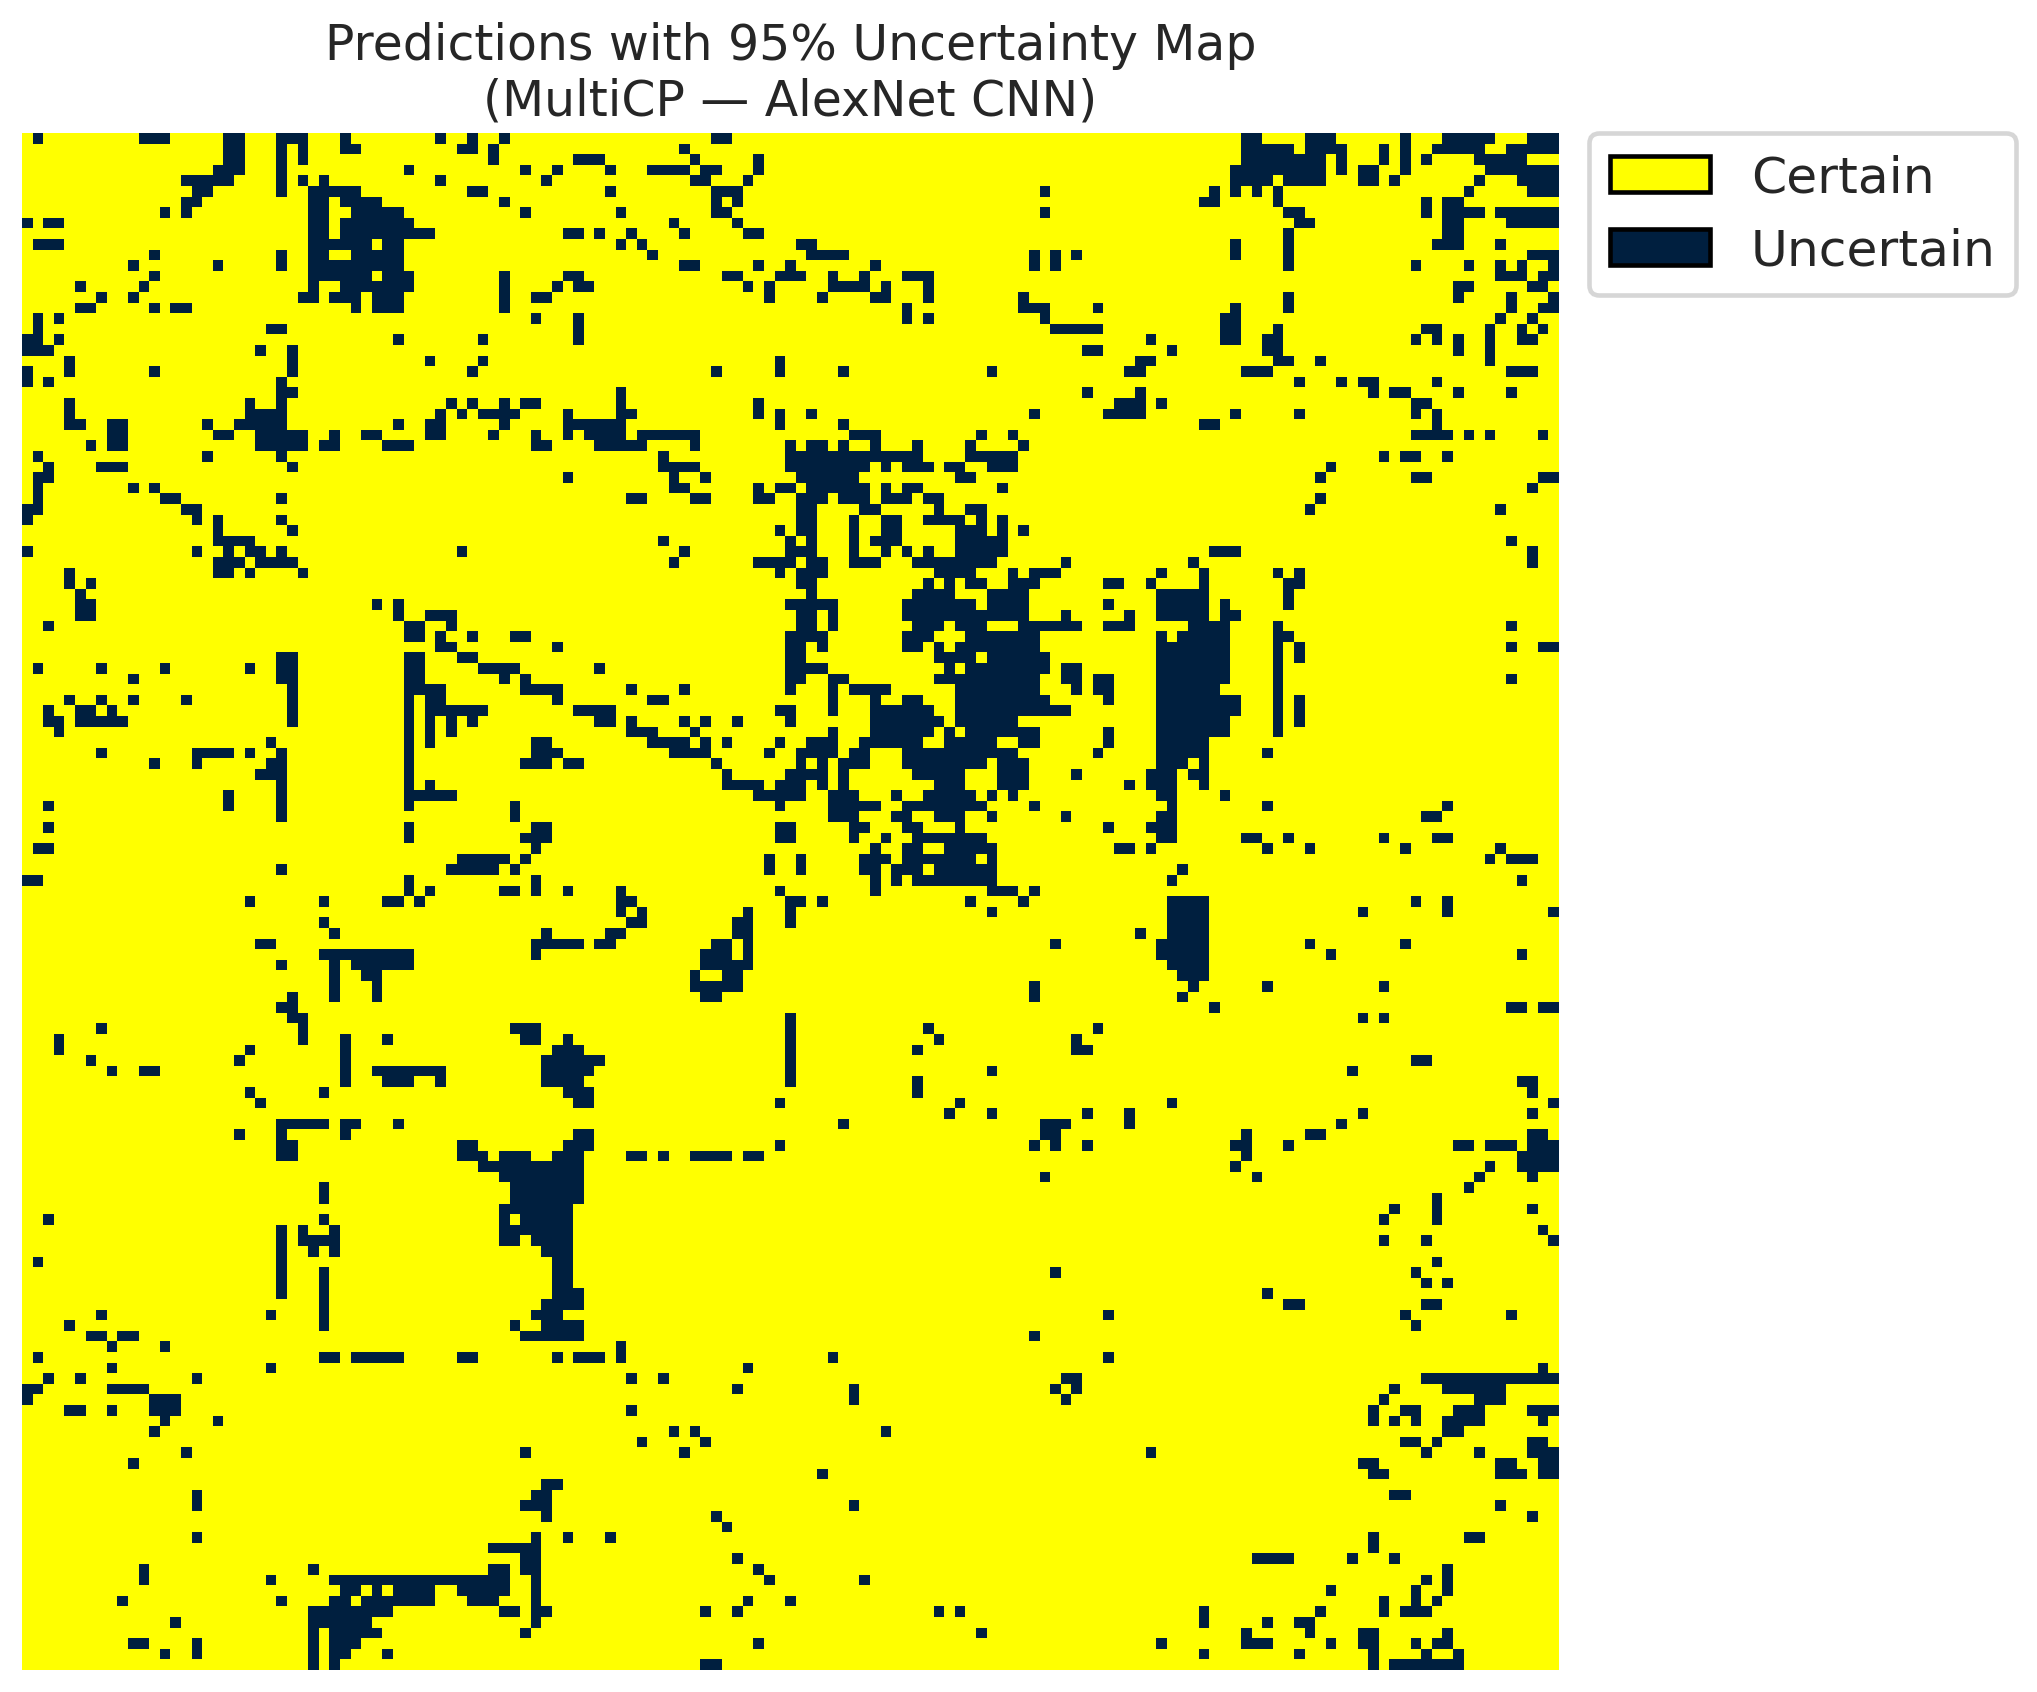 Predictions with 95% Uncertainty Map
(MultiCP — AlexNet CNN)
Certain
Uncertain